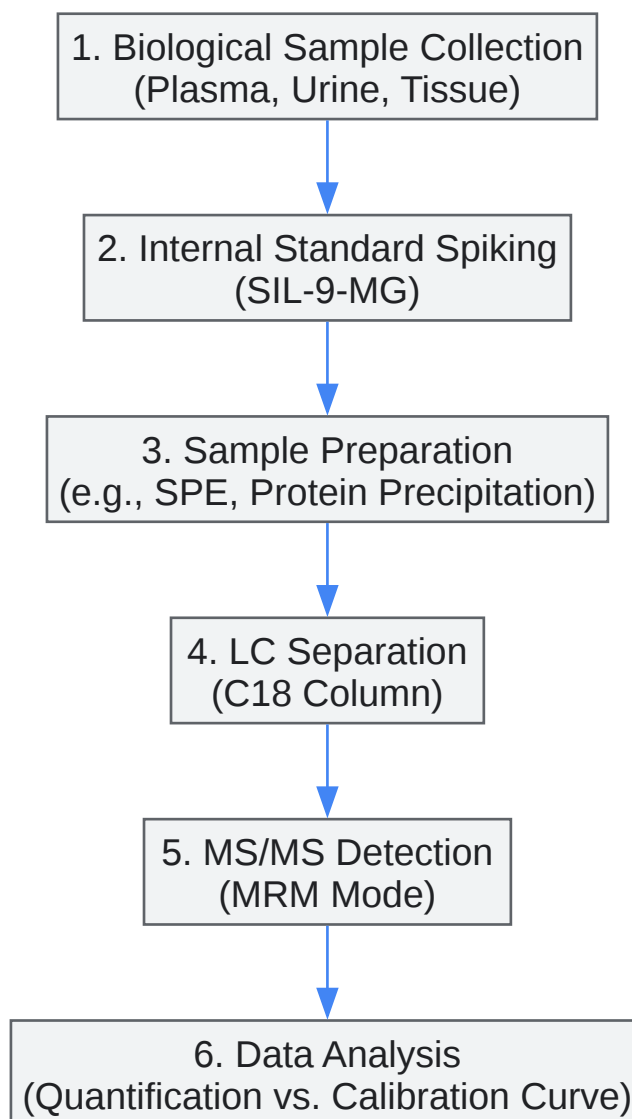 1. Biological Sample Collection
(Plasma, Urine, Tissue)
2. Internal Standard Spiking
(SIL-9-MG)
3. Sample Preparation
(e.g., SPE, Protein Precipitation)
4. LC Separation
(C18 Column)
5. MS/MS Detection
(MRM Mode)
6. Data Analysis
(Quantification vs. Calibration Curve)